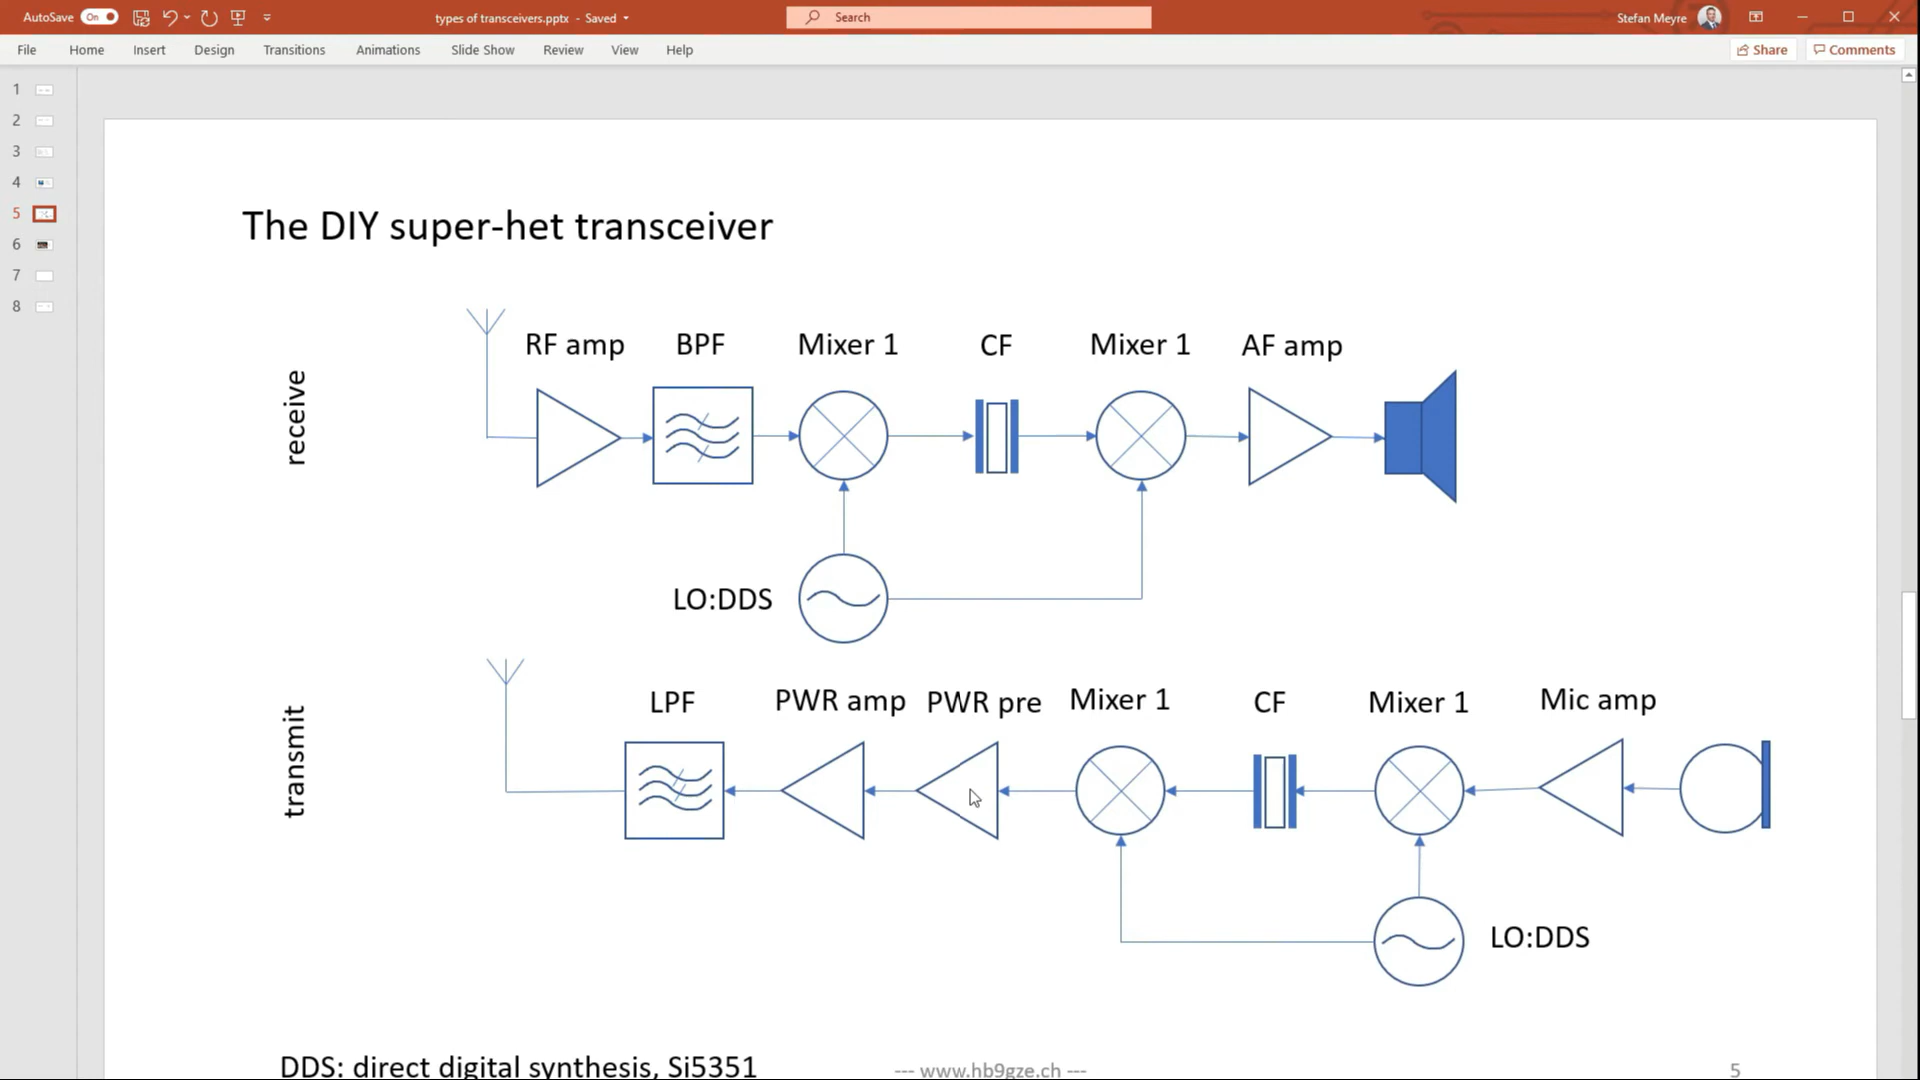 AutoSave On types of transceivers.pptx - Saved Search Stefan Meyre
File Home Insert Design Transitions Animations Slide Show Review View Help Share Comments
1
2
3
4
5
6
7
8
The DIY super-het transceiver
receive
RF amp BPF Mixer 1 CF Mixer 1 AF amp
LO:DDS
transmit
LPF PWR amp PWR pre Mixer 1 CF Mixer 1 Mic amp
LO:DDS
DDS: direct digital synthesis, Si5351
--- www.hb9gze.ch ---
5